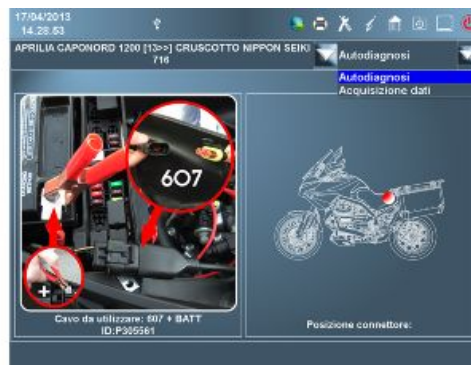 17/04/2013
14.28.53
APRILIA CAPONORD 1200 [13>>] CRUSCOTTO NIPPON SEIKI
716
Autodiagnosi
Autodiagnosi
Acquisizione dati
607
+ -
Cavo da utilizzare: 607 + BATT
ID:P305561
Posizione connettore: